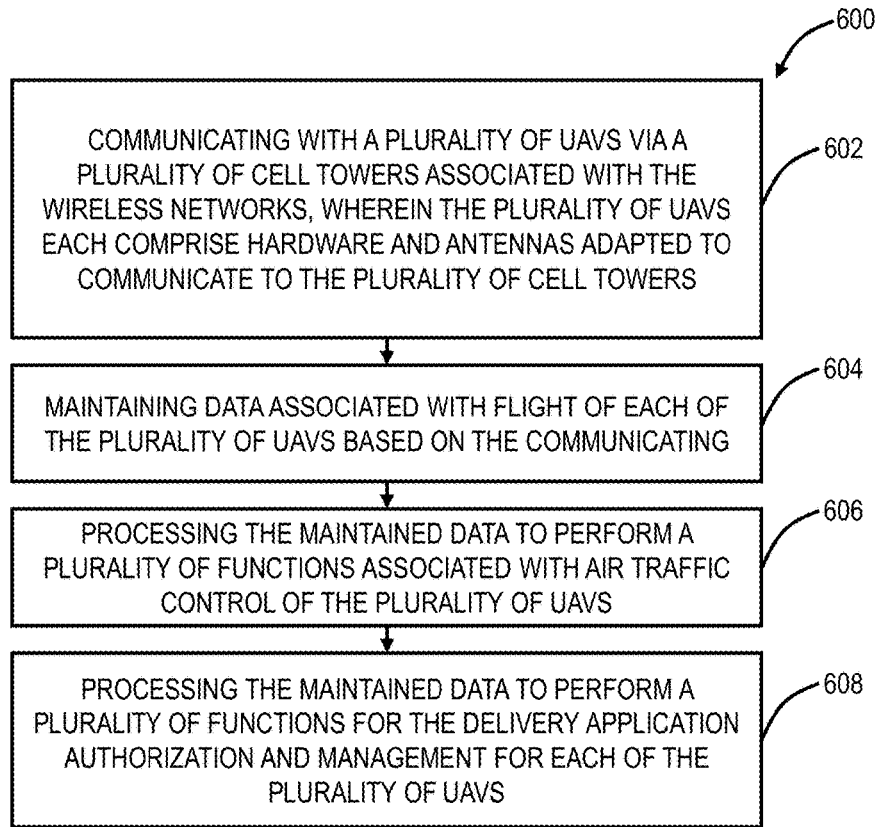 600
COMMUNICATING WITH A PLURALITY OF UAVS VIA A
PLURALITY OF CELL TOWERS ASSOCIATED WITH THE
WIRELESS NETWORKS, WHEREIN THE PLURALITY OF UAVS
EACH COMPRISE HARDWARE AND ANTENNAS ADAPTED TO
COMMUNICATE TO THE PLURALITY OF CELL TOWERS
602
MAINTAINING DATA ASSOCIATED WITH FLIGHT OF EACH OF
THE PLURALITY OF UAVS BASED ON THE COMMUNICATING
604
PROCESSING THE MAINTAINED DATA TO PERFORM A
PLURALITY OF FUNCTIONS ASSOCIATED WITH AIR TRAFFIC
CONTROL OF THE PLURALITY OF UAVS
606
PROCESSING THE MAINTAINED DATA TO PERFORM A
PLURALITY OF FUNCTIONS FOR THE DELIVERY APPLICATION
AUTHORIZATION AND MANAGEMENT FOR EACH OF THE
PLURALITY OF UAVS
608